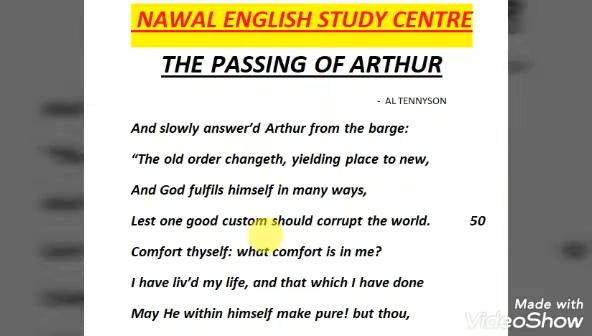 NAWAL ENGLISH STUDY CENTRE
THE PASSING OF ARTHUR
- AL TENNYSON
And slowly answer'd Arthur from the barge:
"The old order changeth, yielding place to new,
And God fulfils himself in many ways,
Lest one good custom should corrupt the world. 50
Comfort thyself: what comfort is in me?
I have liv'd my life, and that which I have done
May He within himself make pure! but thou,
Made with
VideoShow